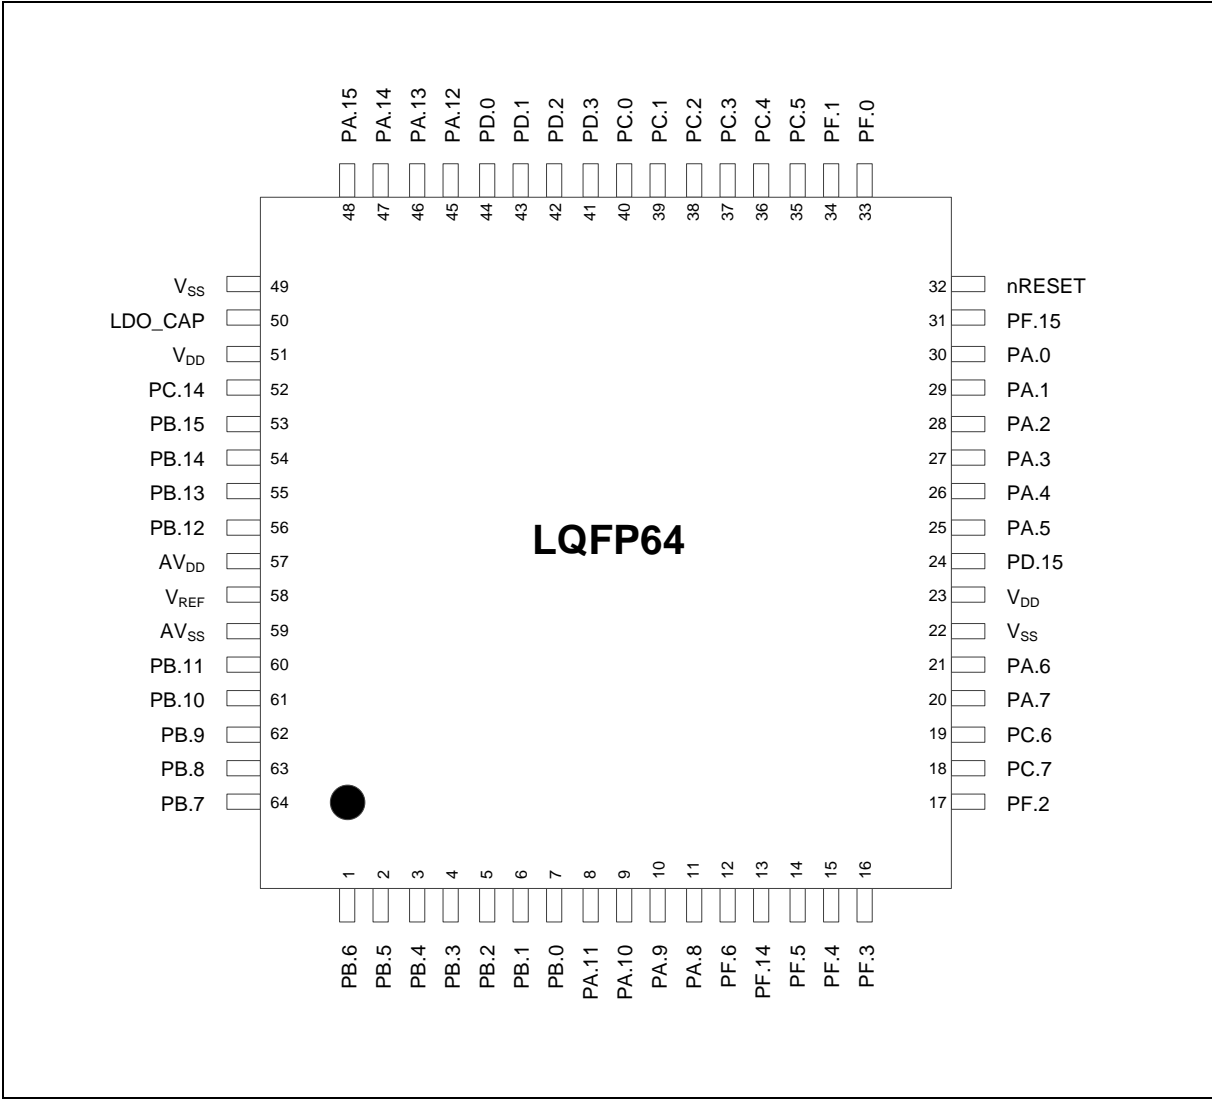 PA.15 PA.14 PA.13 PA.12 PD.0 PD.1 PD.2 PD.3 PC.0 PC.1 PC.2 PC.3 PC.4 PC.5 PF.1 PF.0
48 47 46 45 44 43 42 41 40 39 38 37 36 35 34 33
VSS 49 32 nRESET
LDO_CAP 50 31 PF.15
VDD 51 30 PA.0
PC.14 52 29 PA.1
PB.15 53 28 PA.2
PB.14 54 27 PA.3
PB.13 55 26 PA.4
PB.12 56 25 PA.5
LQFP64
AVDD 57 24 PD.15
VREF 58 23 VDD
AVSS 59 22 VSS
PB.11 60 21 PA.6
PB.10 61 20 PA.7
PB.9 62 19 PC.6
PB.8 63 18 PC.7
PB.7 64 17 PF.2
1 2 3 4 5 6 7 8 9 10 11 12 13 14 15 16
PB.6 PB.5 PB.4 PB.3 PB.2 PB.1 PB.0 PA.11 PA.10 PA.9 PA.8 PF.6 PF.14 PF.5 PF.4 PF.3